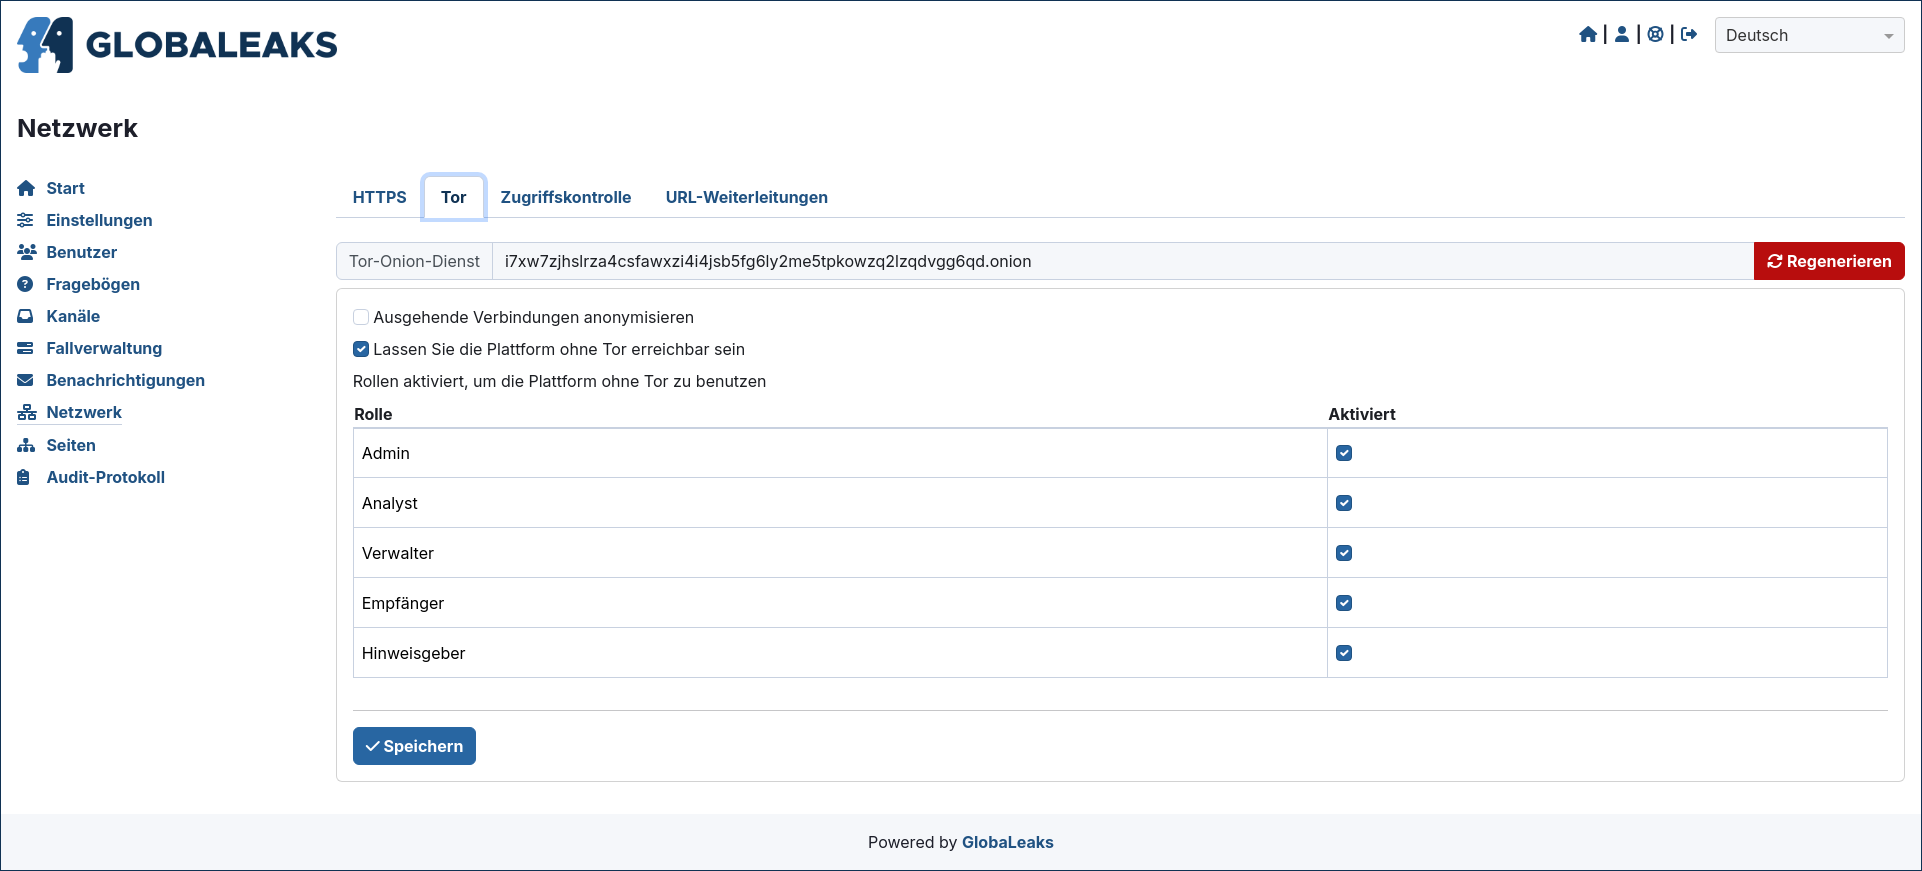 GLOBALEAKS
Deutsch
Netzwerk
Start
Einstellungen
Benutzer
Fragebögen
Kanäle
Fallverwaltung
Benachrichtigungen
Netzwerk
Seiten
Audit-Protokoll
HTTPS Tor Zugriffskontrolle URL-Weiterleitungen
Tor-Onion-Dienst i7xw7zjhslrza4csfawxzi4i4jsb5fg6ly2me5tpkowzq2lzqdvgg6qd.onion Regenerieren
Ausgehende Verbindungen anonymisieren
Lassen Sie die Plattform ohne Tor erreichbar sein
Rollen aktiviert, um die Plattform ohne Tor zu benutzen
Rolle Aktiviert
Admin
Analyst
Verwalter
Empfänger
Hinweisgeber
Speichern
Powered by GlobaLeaks